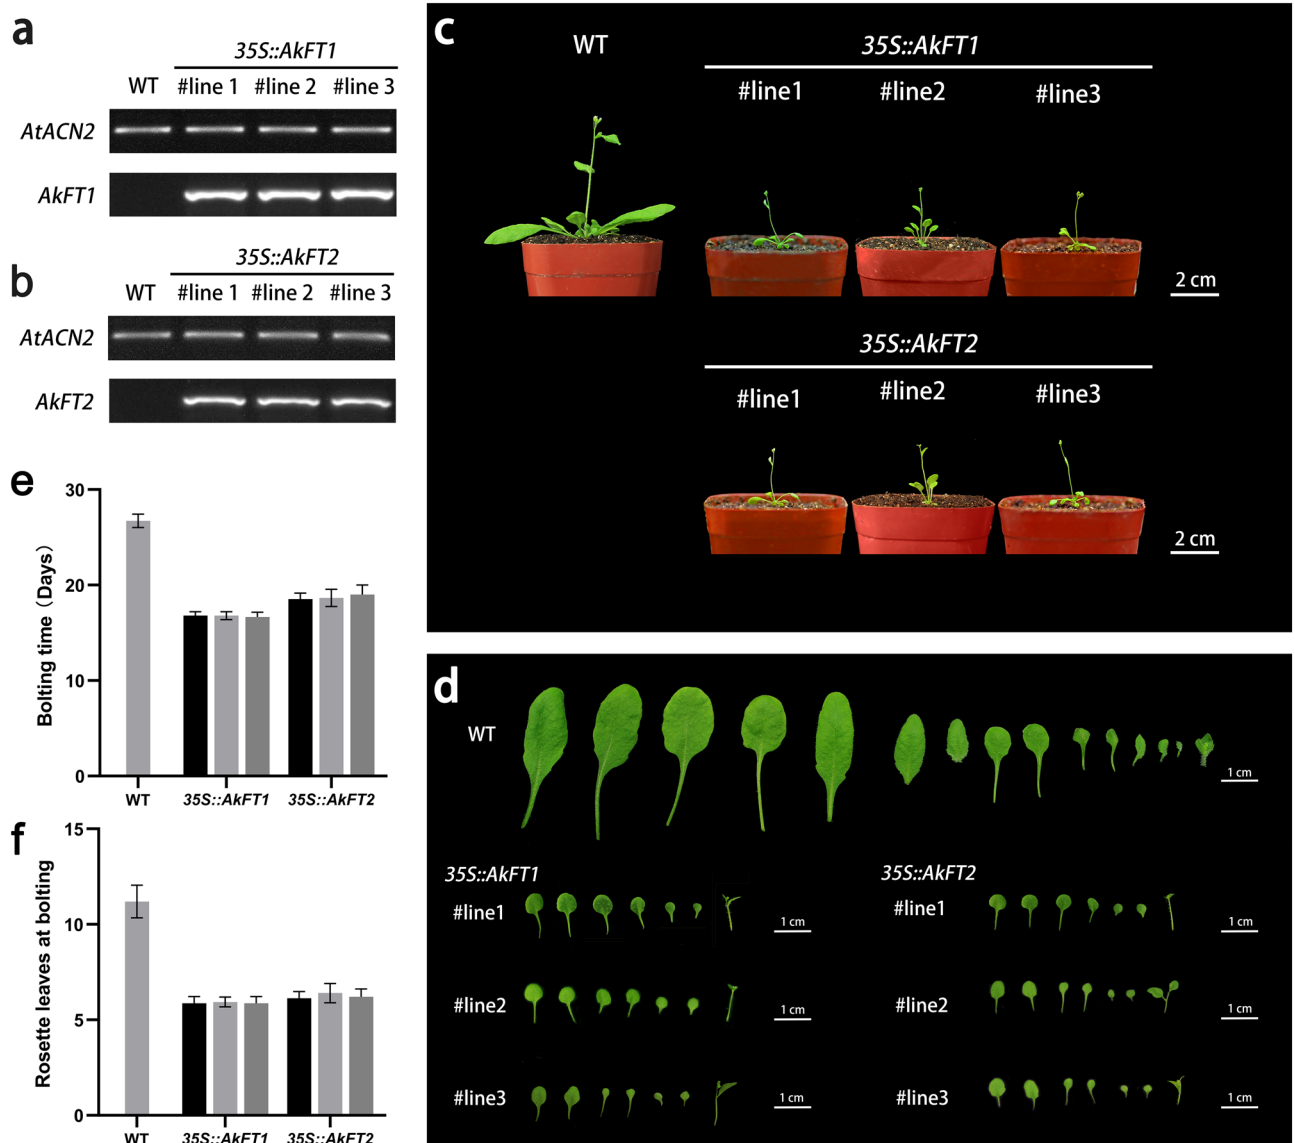 a
35S::AkFT1
WT #line 1 #line 2 #line 3
AtACN2
AkFT1
b
35S::AkFT2
WT #line 1 #line 2 #line 3
AtACN2
AkFT2
c
WT
35S::AkFT1
#line1 #line2 #line3
2 cm
35S::AkFT2
#line1 #line2 #line3
2 cm
d
WT
1 cm
35S::AkFT1
#line1
1 cm
#line2
1 cm
#line3
1 cm
35S::AkFT2
#line1
1 cm
#line2
1 cm
#line3
1 cm
e
Bolting time（Days）
30
20
10
0
WT 35S::AkFT1 35S::AkFT2
f
Rosette leaves at bolting
15
10
5
0
WT 35S::AkFT1 35S::AkFT2